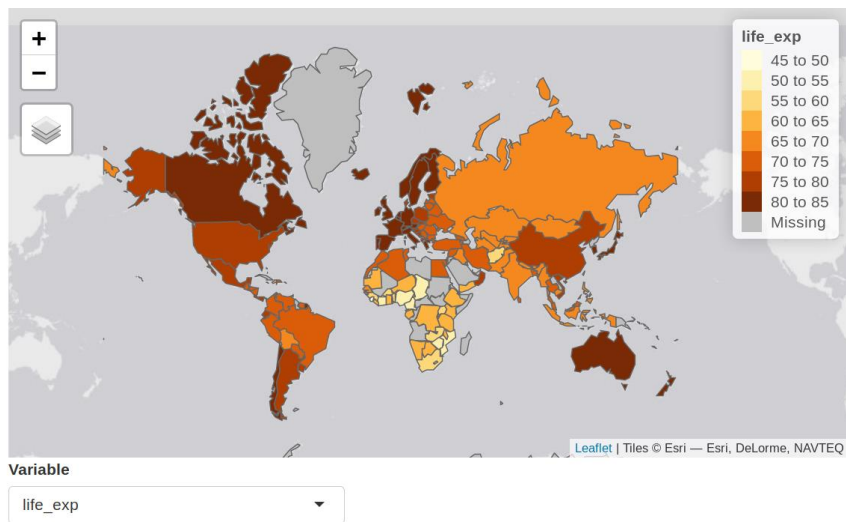 +
−
life_exp
45 to 50
50 to 55
55 to 60
60 to 65
65 to 70
70 to 75
75 to 80
80 to 85
Missing
Leaflet | Tiles © Esri — Esri, DeLorme, NAVTEQ
Variable
life_exp